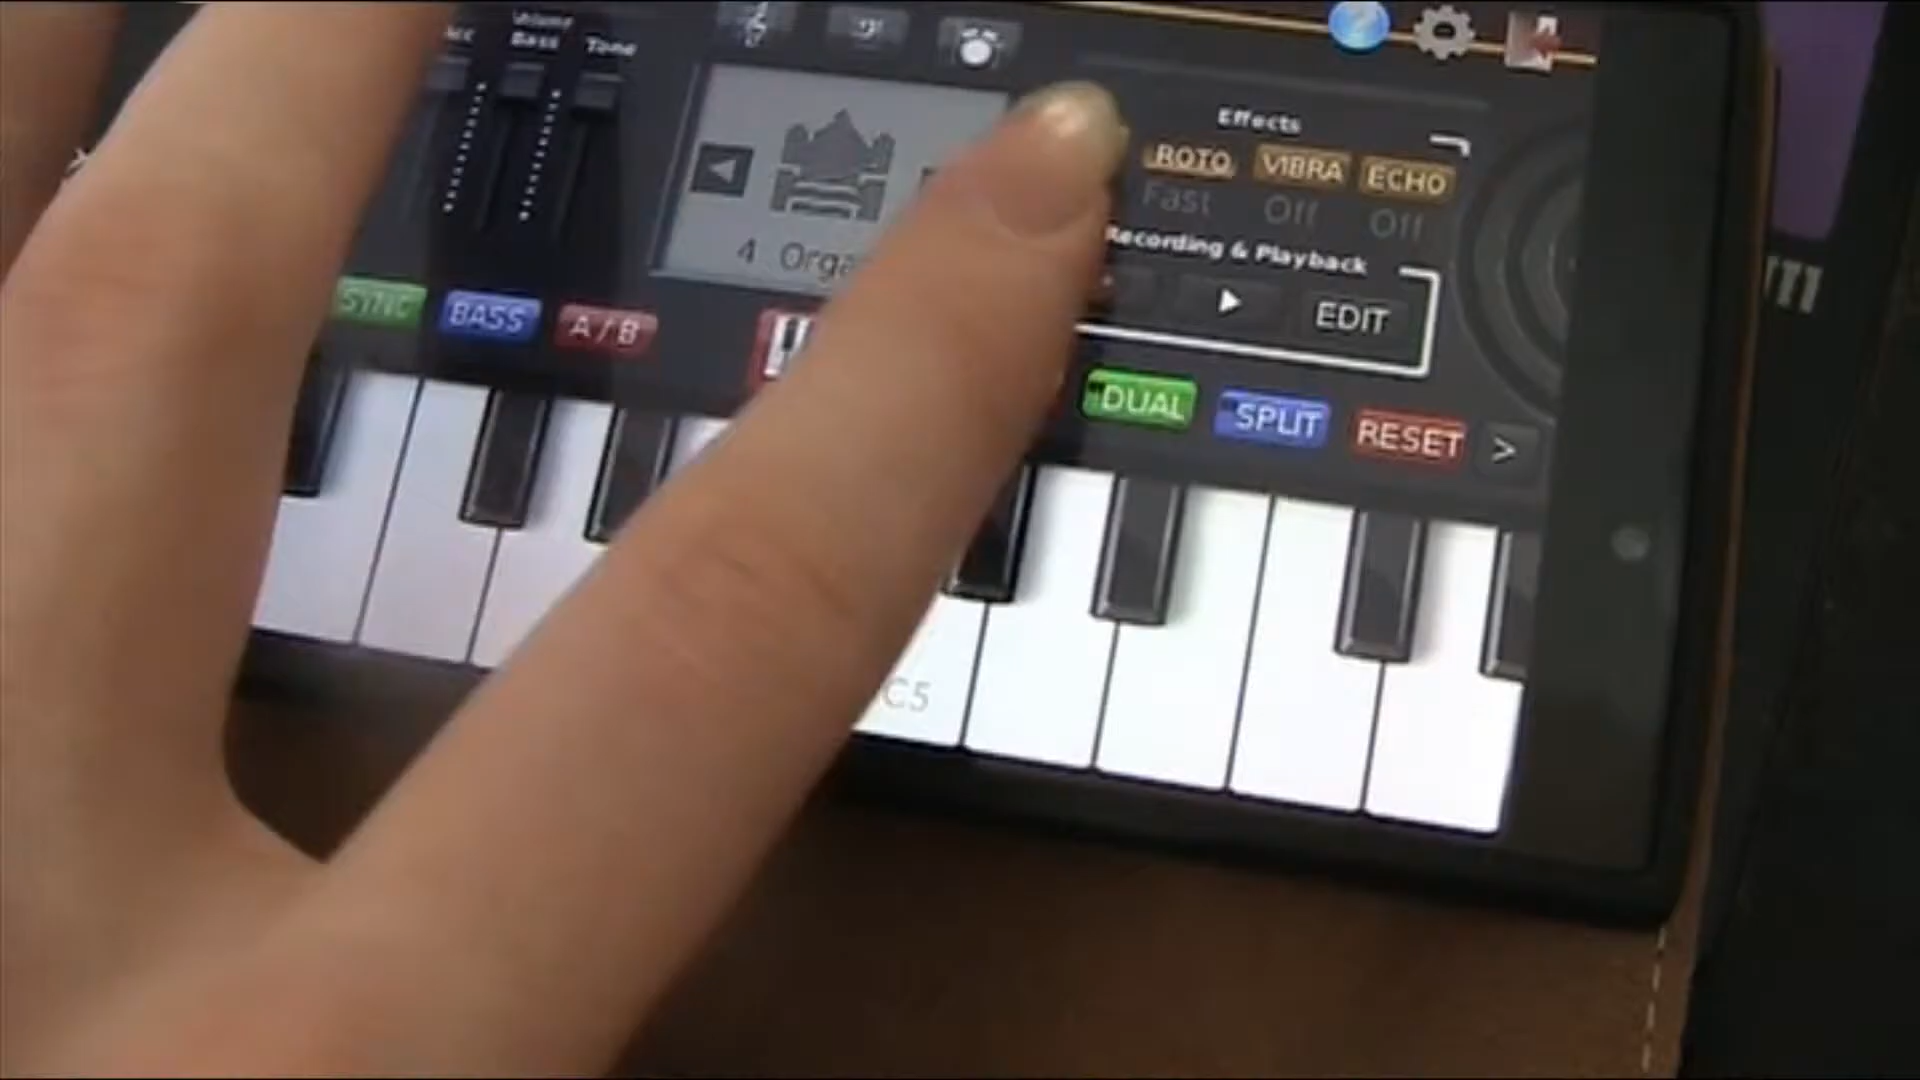 Volume
Bass
Tone
Effects
ROTO VIBRA ECHO
Fast Off Off
4
Recording & Playback
EDIT
SYNC BASS A/B
DUAL SPLIT RESET >
C5